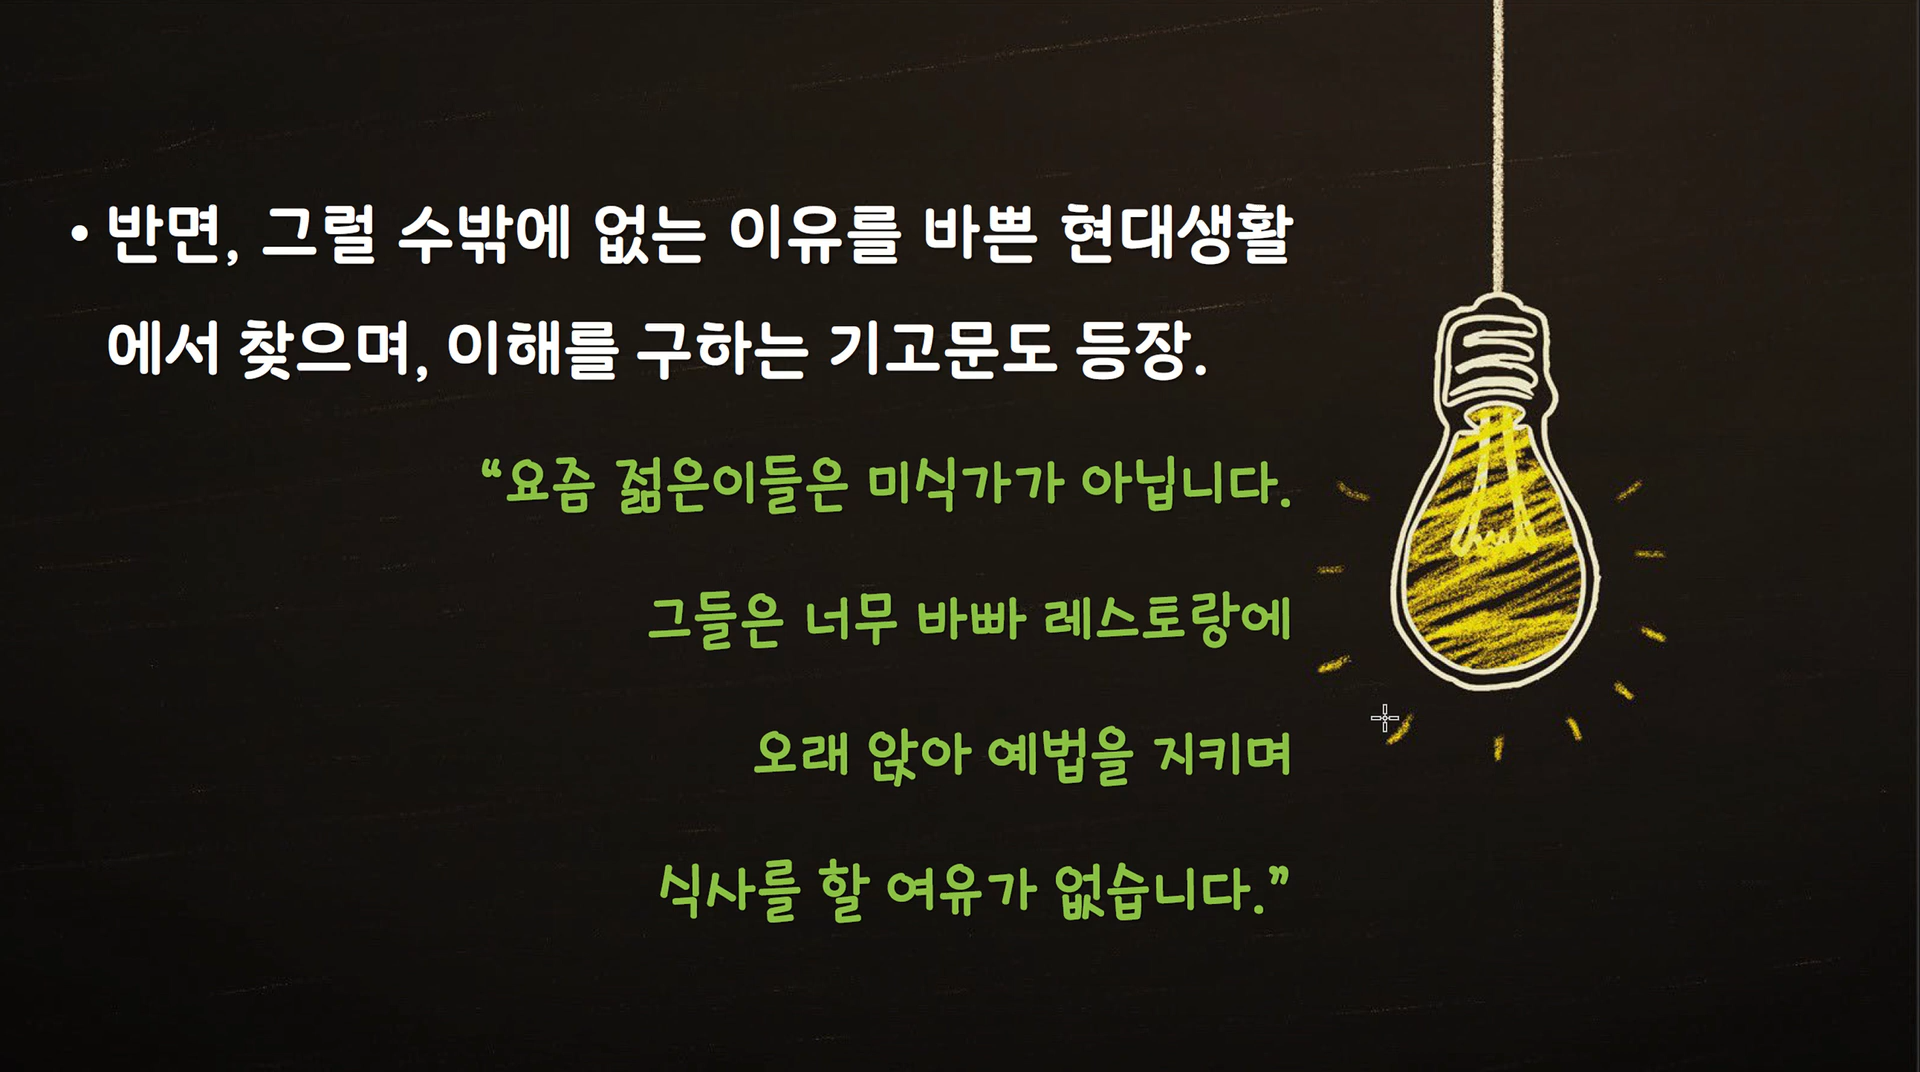 • 반면, 그럴 수밖에 없는 이유를 바쁜 현대생활
에서 찾으며, 이해를 구하는 기고문도 등장.
“요즘 젊은이들은 미식가가 아닙니다.
그들은 너무 바빠 레스토랑에
오래 앉아 예법을 지키며
식사를 할 여유가 없습니다.”